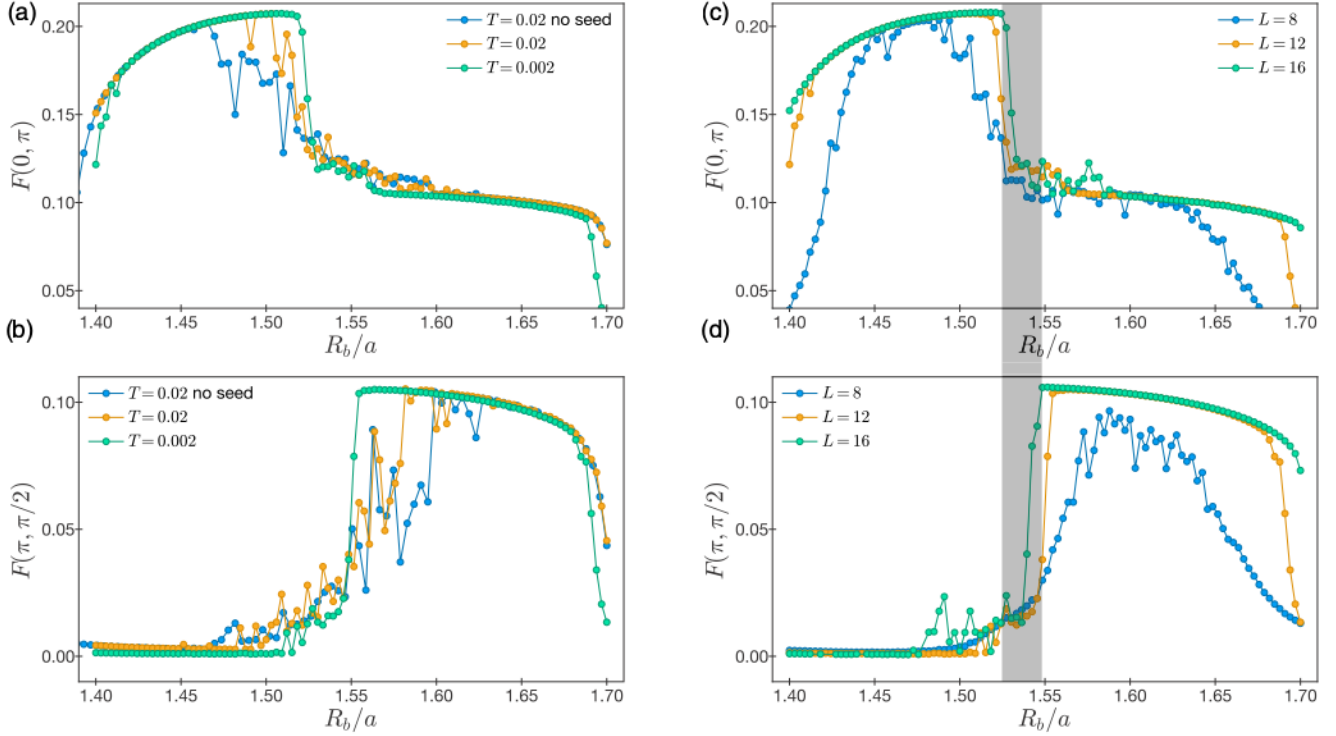 (a)
F(0, π)
0.20
0.15
0.10
0.05
T = 0.02 no seed
T = 0.02
T = 0.002
1.40 1.45 1.50 1.55 1.60 1.65 1.70
R_b/a
(c)
F(0, π)
0.20
0.15
0.10
0.05
L = 8
L = 12
L = 16
1.40 1.45 1.50 1.55 1.60 1.65 1.70
R_b/a
(b)
F(π, π/2)
0.10
0.05
0.00
T = 0.02 no seed
T = 0.02
T = 0.002
1.40 1.45 1.50 1.55 1.60 1.65 1.70
R_b/a
(d)
F(π, π/2)
0.10
0.05
0.00
L = 8
L = 12
L = 16
1.40 1.45 1.50 1.55 1.60 1.65 1.70
R_b/a